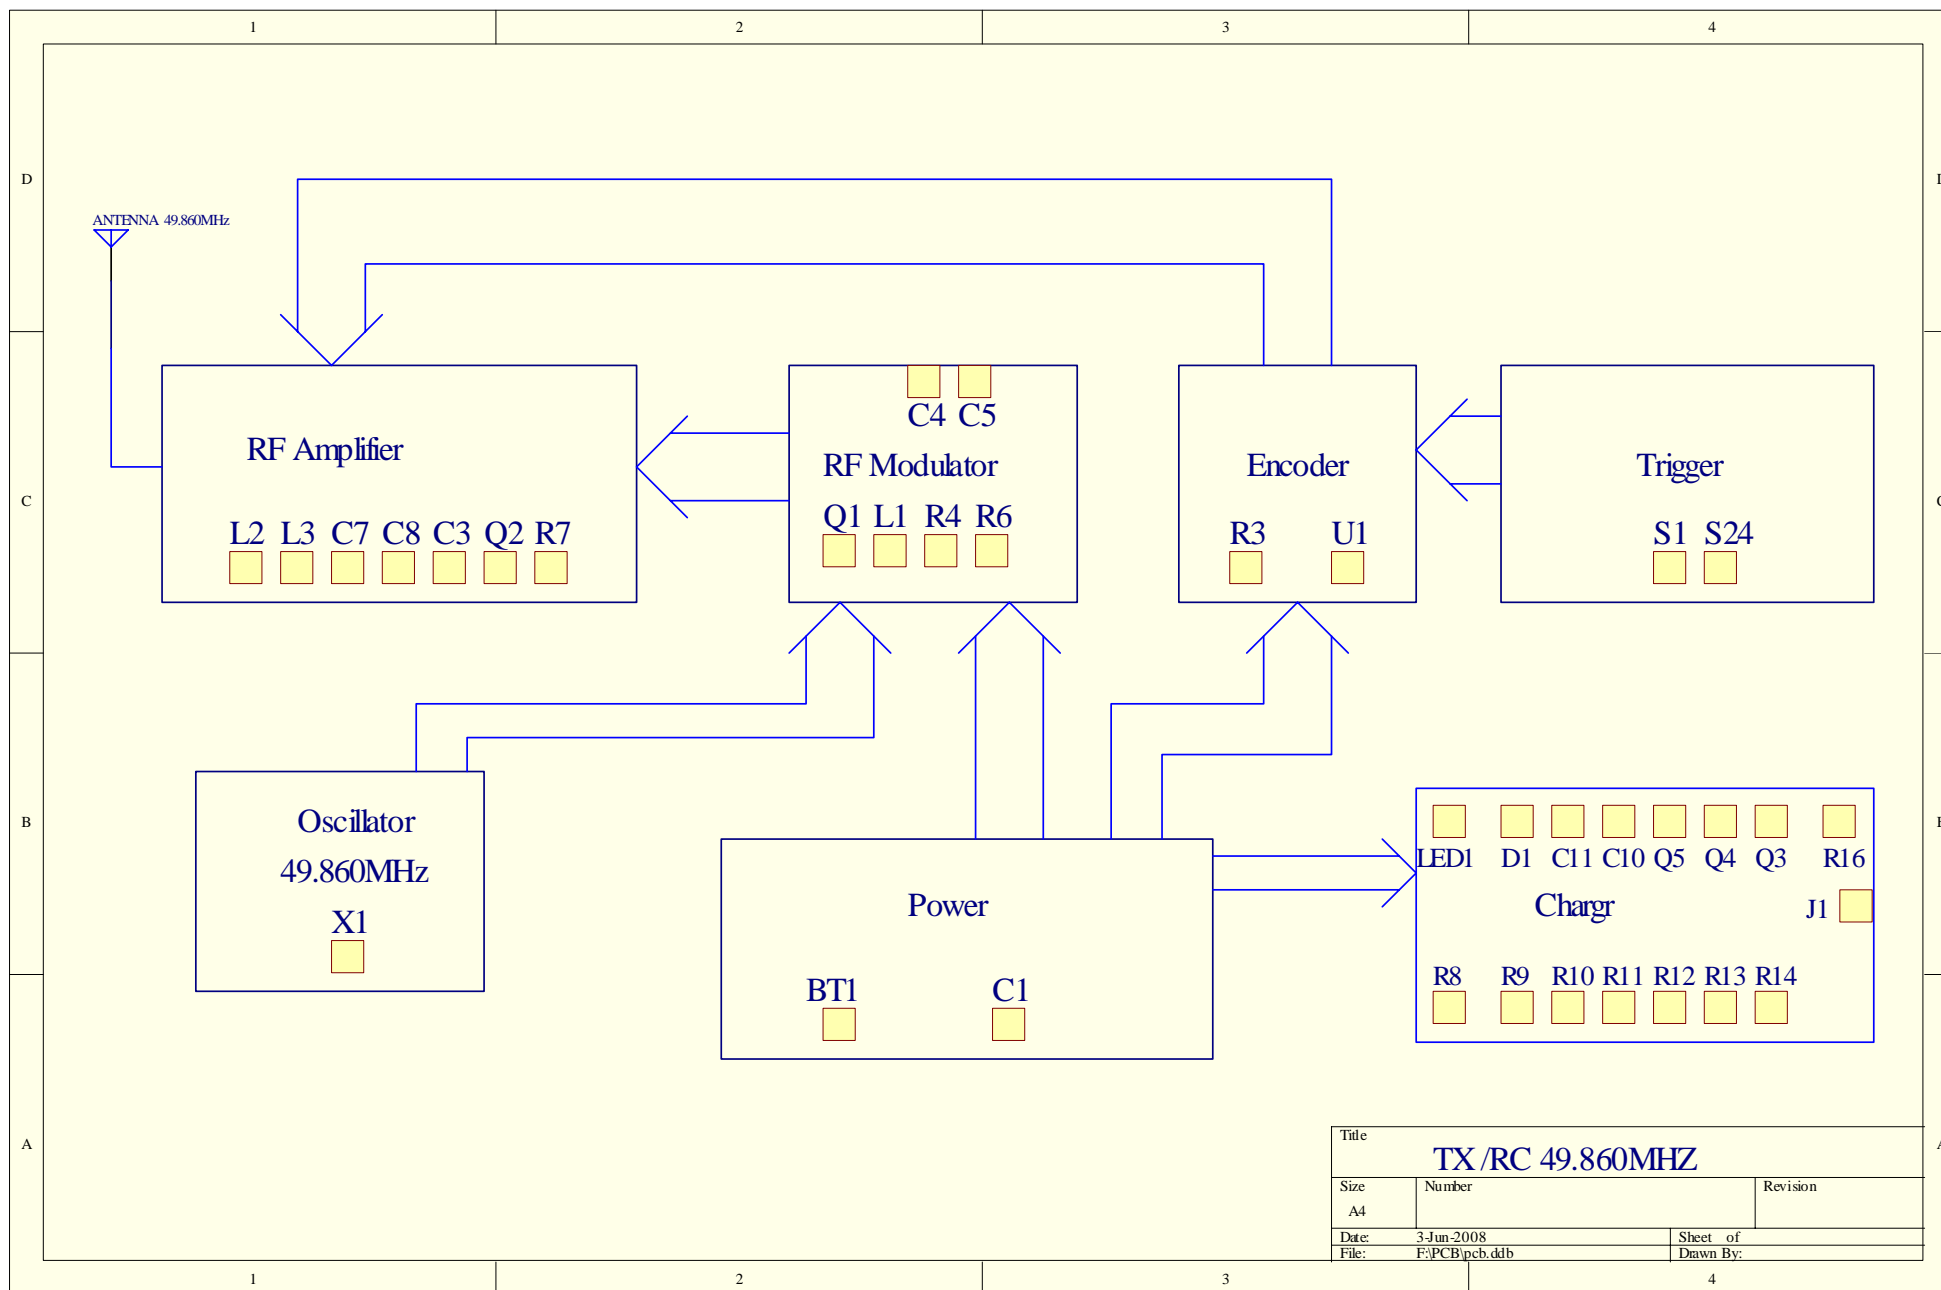 1 2 3 4
D
ANTENNA 49.860MHz
C4 C5
RF Amplifier
RF Modulator
Encoder
Trigger
C
L2 L3 C7 C8 C3 Q2 R7
Q1 L1 R4 R6
R3 U1
S1 S24
B
Oscillator
49.860MHz
X1
Power
BT1 C1
LED1 D1 C11 C10 Q5 Q4 Q3 R16
Chargr
J1
R8 R9 R10 R11 R12 R13 R14
A
Title
TX /RC 49.860MHZ
Size
A4
Number
Revision
Date: 3-Jun-2008
Sheet of
File: F:\PCB\pcb.ddb
Drawn By:
1 2 3 4